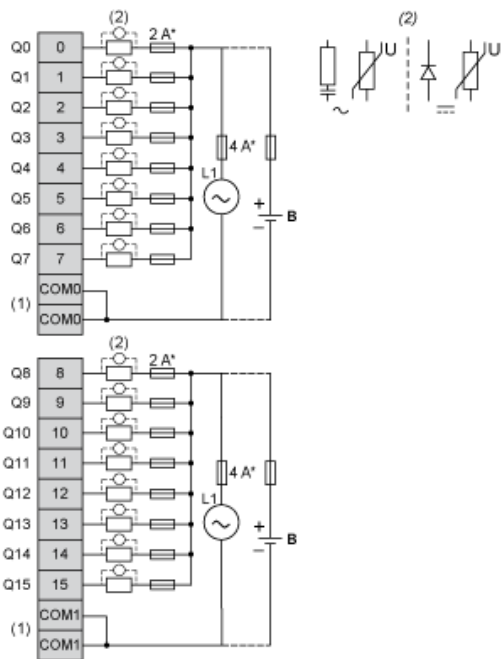 (2)
2 A*
Q0 0
Q1 1
Q2 2
Q3 3
Q4 4
Q5 5
Q6 6
Q7 7
COM0
(1)
COM0
4 A*
L1
~
+
−
B
(2)
U
U
~
(2)
2 A*
Q8 8
Q9 9
Q10 10
Q11 11
Q12 12
Q13 13
Q14 14
Q15 15
COM1
(1)
COM1
4 A*
L1
~
+
−
B